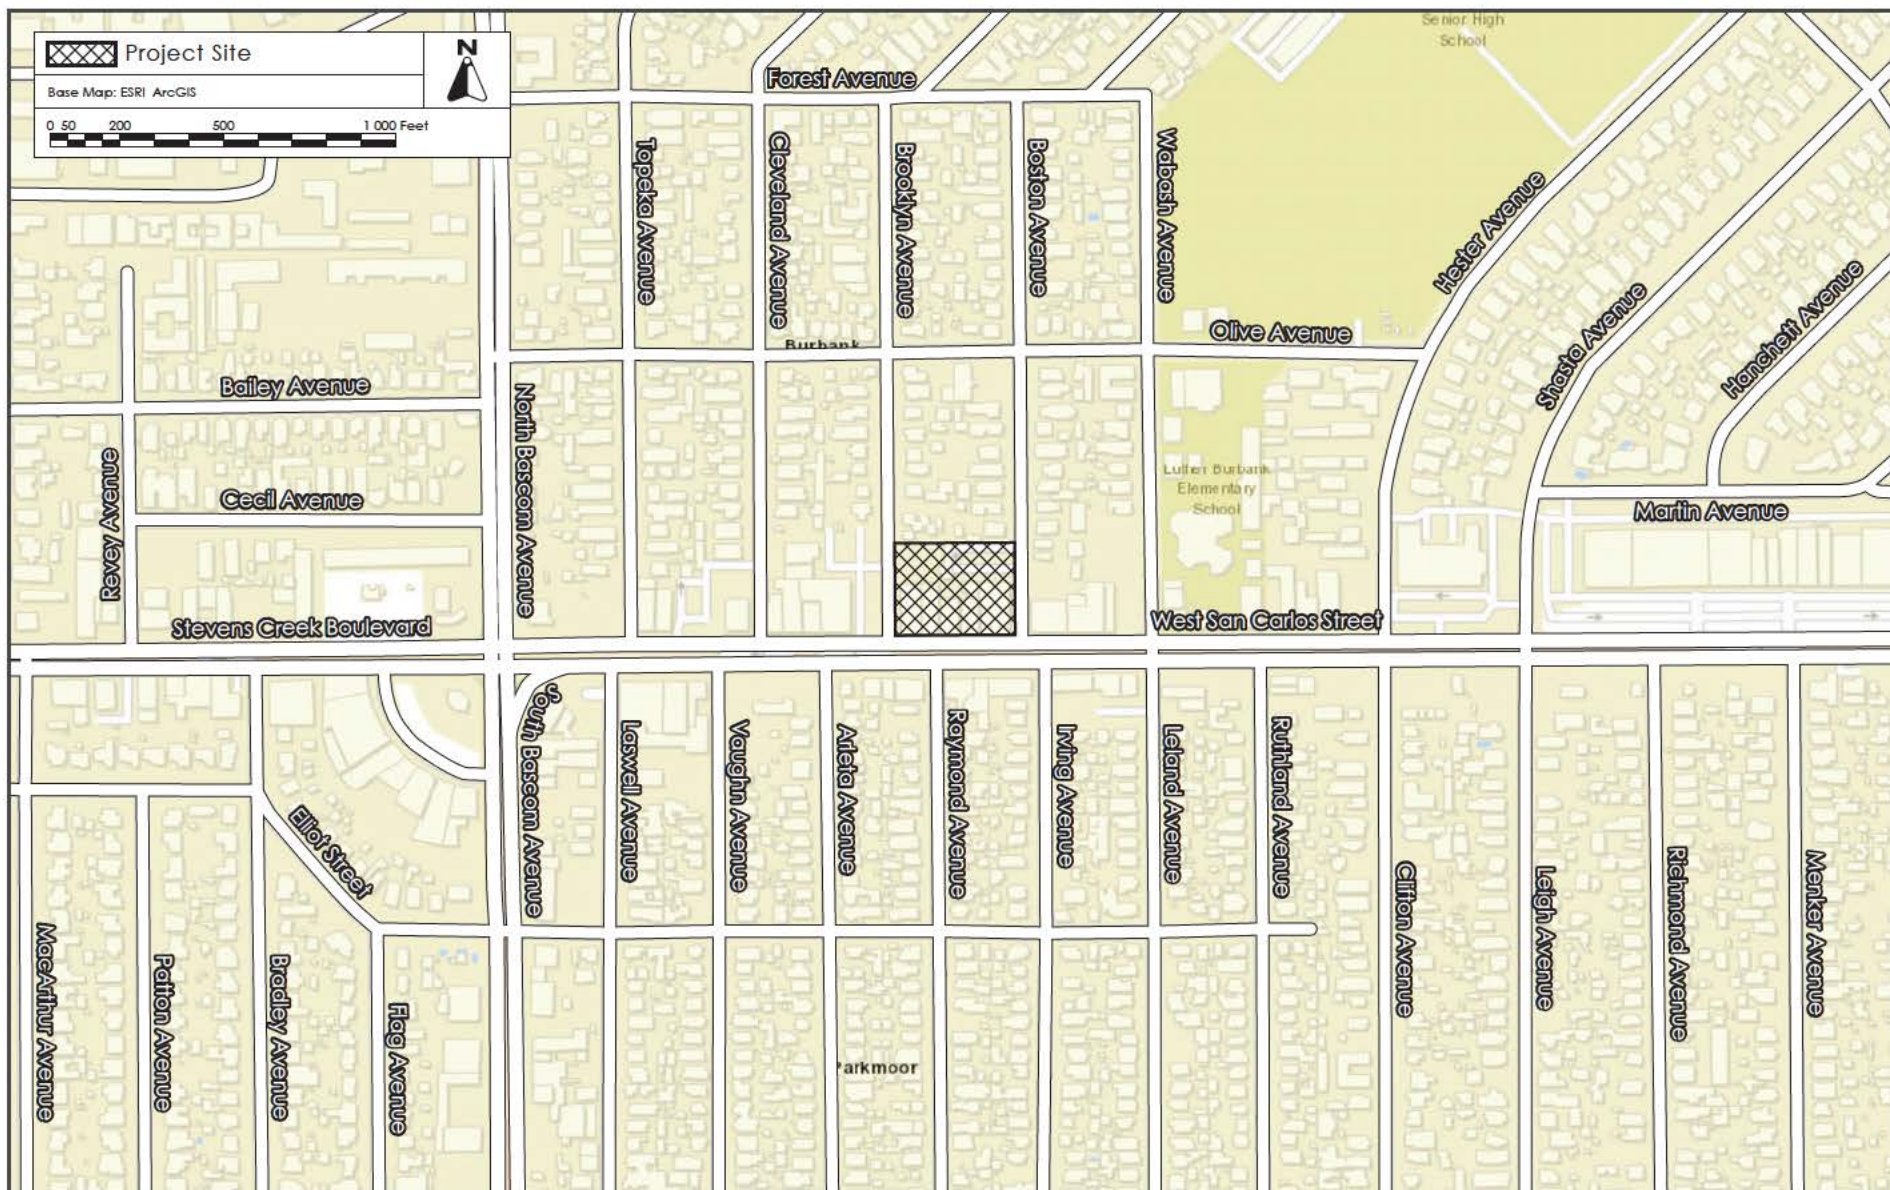 Project Site
N
Base Map: ESRI ArcGIS
0 50 200 500 1 000 Feet
Senior High
School
Forest Avenue
Topeka Avenue
Cleveland Avenue
Brooklyn Avenue
Boston Avenue
Wabash Avenue
Hester Avenue
Shasta Avenue
Hanchett Avenue
Olive Avenue
Burbank
Bailey Avenue
North Bascom Avenue
Revey Avenue
Cecil Avenue
Luther Burbank
Elementary
School
Martin Avenue
Stevens Creek Boulevard
West San Carlos Street
South Bascom Avenue
Laswell Avenue
Vaughn Avenue
Arleta Avenue
Raymond Avenue
Irving Avenue
Leland Avenue
Ruthland Avenue
Elliot Street
Clifton Avenue
Leigh Avenue
Richmond Avenue
Menker Avenue
MacArthur Avenue
Patton Avenue
Bradley Avenue
Flag Avenue
arkmoor